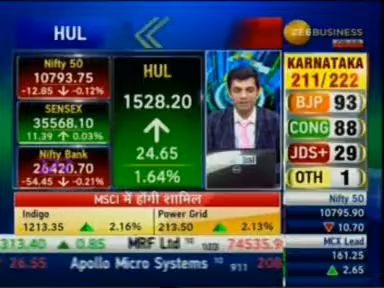 HUL
ZEE BUSINESS
Nifty 50
10793.75
-12.85 -0.12%
SENSEX
35568.10
11.39 0.03%
Nifty Bank
26420.70
-54.45 -0.21%
HUL
1528.20
24.65
1.64%
KARNATAKA
211/222
BJP 93
CONG 88
JDS+ 29
OTH 1
MSCI में होंगी शामिल
Indigo
1213.35 2.16%
Power Grid
213.50 2.13%
Nifty 50
10795.90
10.70
MCX Lead
161.25
2.65
313.40 0.85 MRF Ltd 74535.9
26.55 Apollo Micro Systems 10 911 208